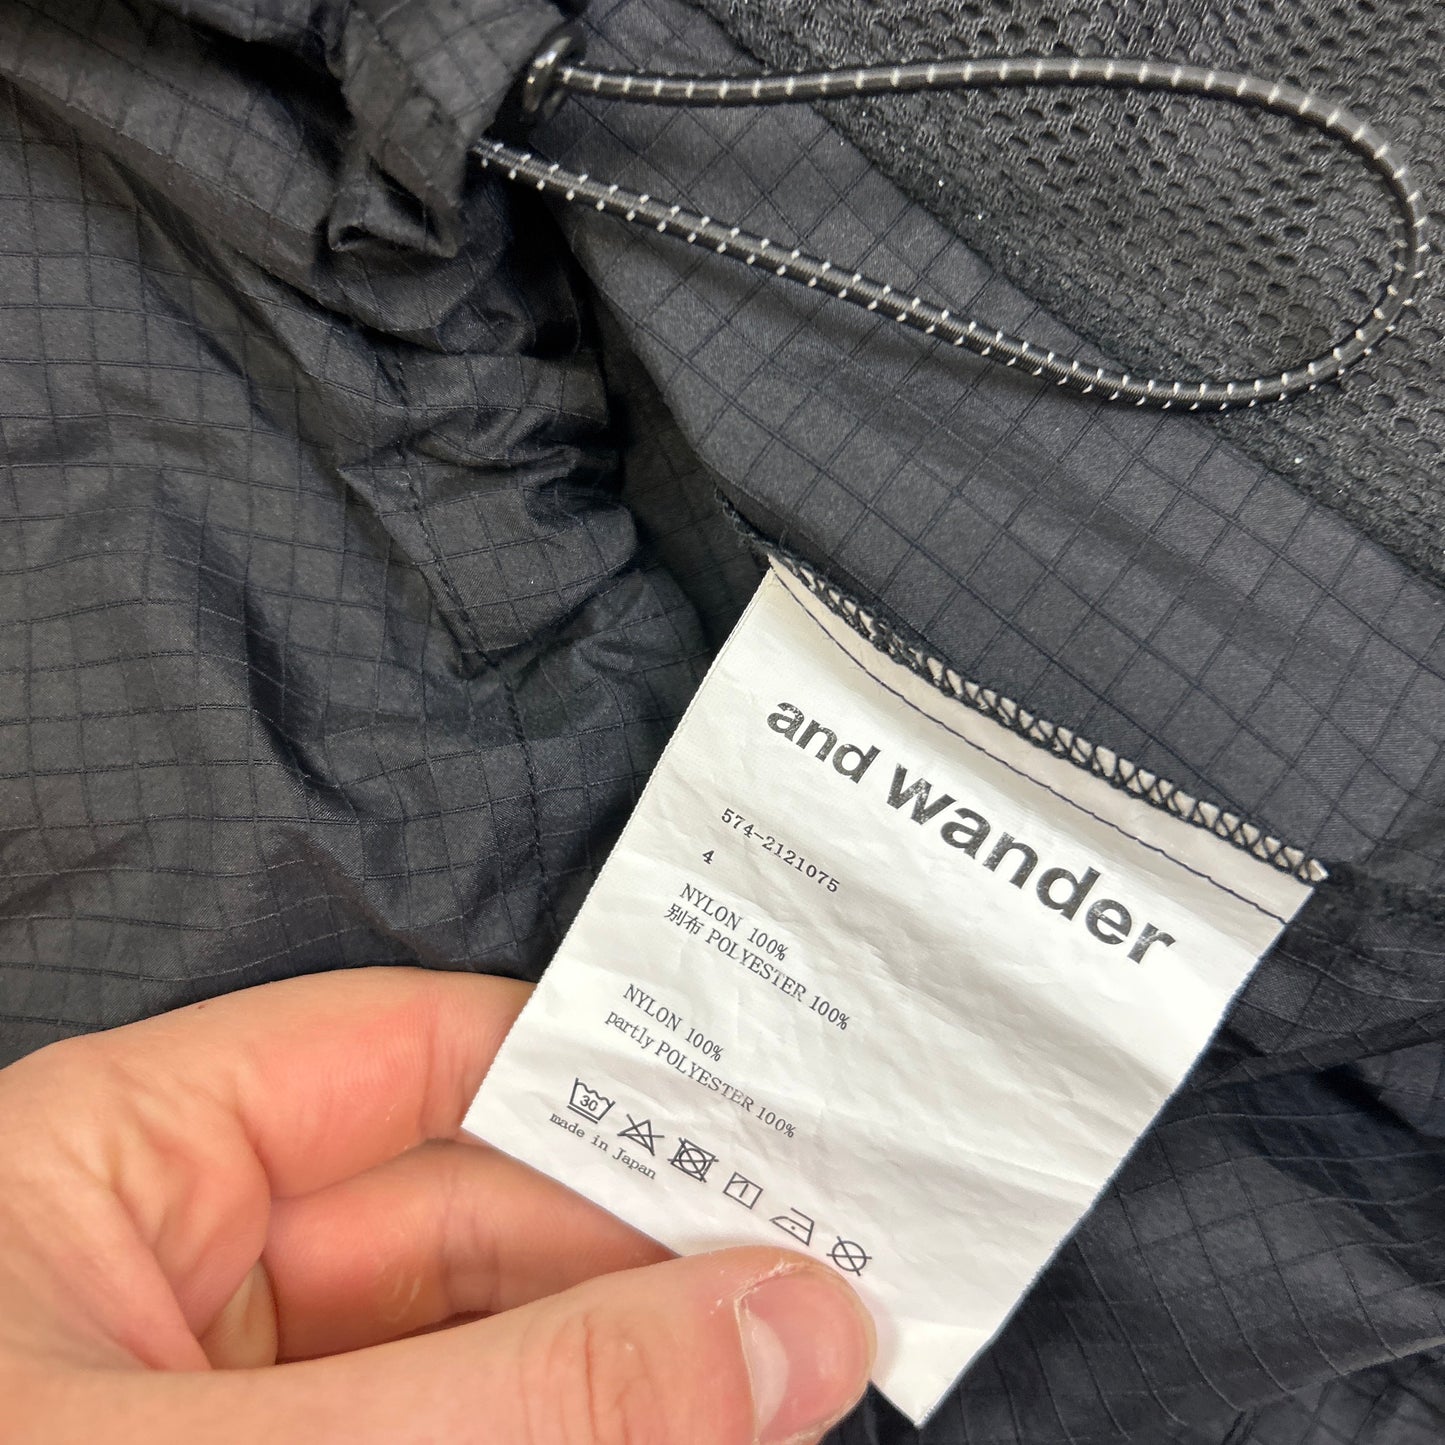 and wander
574-2121075
4
NYLON 100%
別布 POLYESTER 100%
NYLON 100%
partly POLYESTER 100%
30
made in Japan